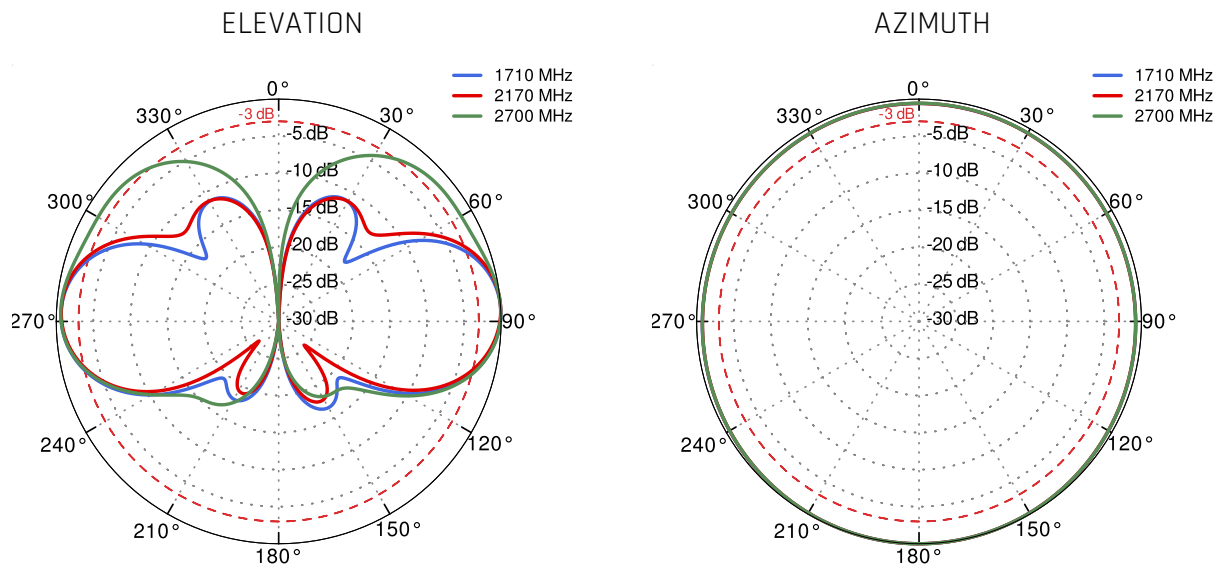 ELEVATION
1710 MHz
2170 MHz
2700 MHz
0°
30°
60°
90°
120°
150°
180°
210°
240°
270°
300°
330°
-3 dB
-5 dB
-10 dB
-15 dB
-20 dB
-25 dB
-30 dB
AZIMUTH
1710 MHz
2170 MHz
2700 MHz
0°
30°
60°
90°
120°
150°
180°
210°
240°
270°
300°
330°
-3 dB
-5 dB
-10 dB
-15 dB
-20 dB
-25 dB
-30 dB